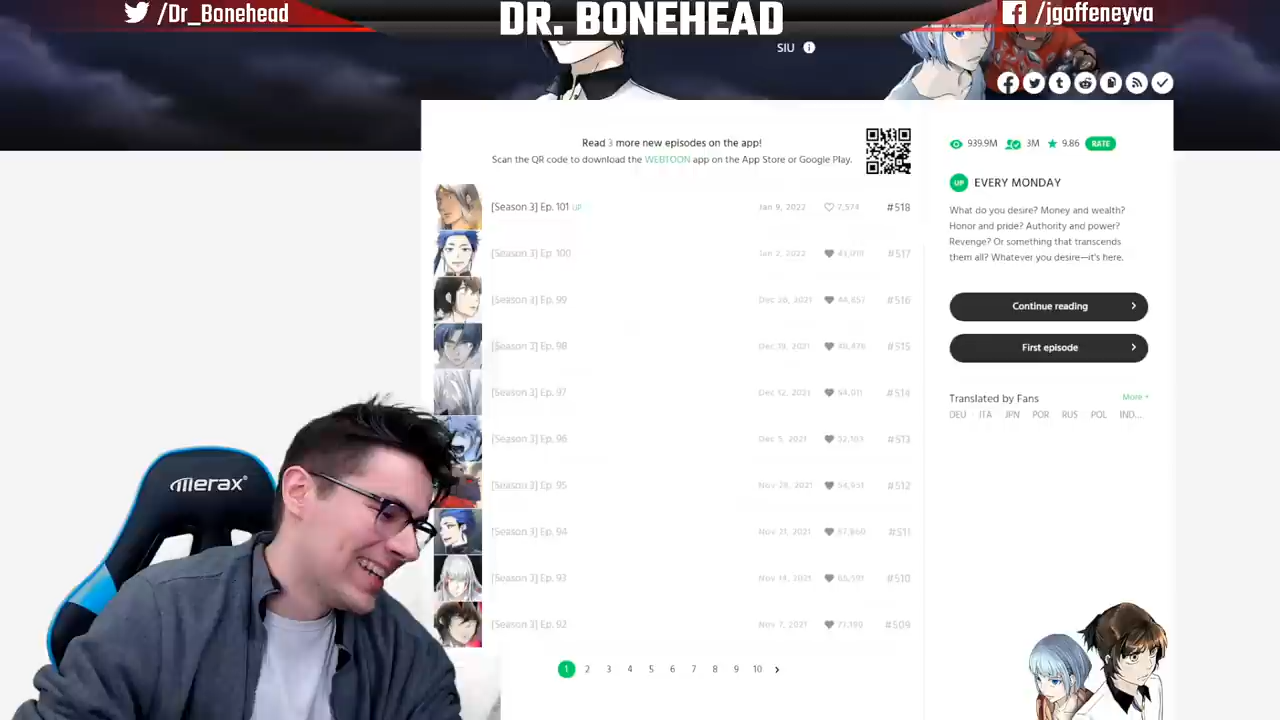 /Dr_Bonehead
DR. BONEHEAD
/jgoffeneyva
SIU
Read 3 more new episodes on the app!
Scan the QR code to download the WEBTOON app on the App Store or Google Play.
[Season 3] Ep. 101 UP Jan 9, 2022 7,574 #518
[Season 3] Ep. 100 Jan 2, 2022 #517
[Season 3] Ep. 99 Dec 26, 2021 #516
[Season 3] Ep. 98 Dec 19, 2021 #515
[Season 3] Ep. 97 Dec 12, 2021 #514
[Season 3] Ep. 96 Dec 5, 2021 #513
[Season 3] Ep. 95 Nov 28, 2021 #512
[Season 3] Ep. 94 Nov 21, 2021 #511
[Season 3] Ep. 93 Nov 14, 2021 #510
[Season 3] Ep. 92 Nov 7, 2021 #509
1 2 3 4 5 6 7 8 9 10 >
939.9M 3M 9.86 RATE
UP EVERY MONDAY
What do you desire? Money and wealth?
Honor and pride? Authority and power?
Revenge? Or something that transcends
them all? Whatever you desire—it's here.
Continue reading >
First episode >
Translated by Fans More +
DEU ITA JPN POR RUS POL IND...
merax